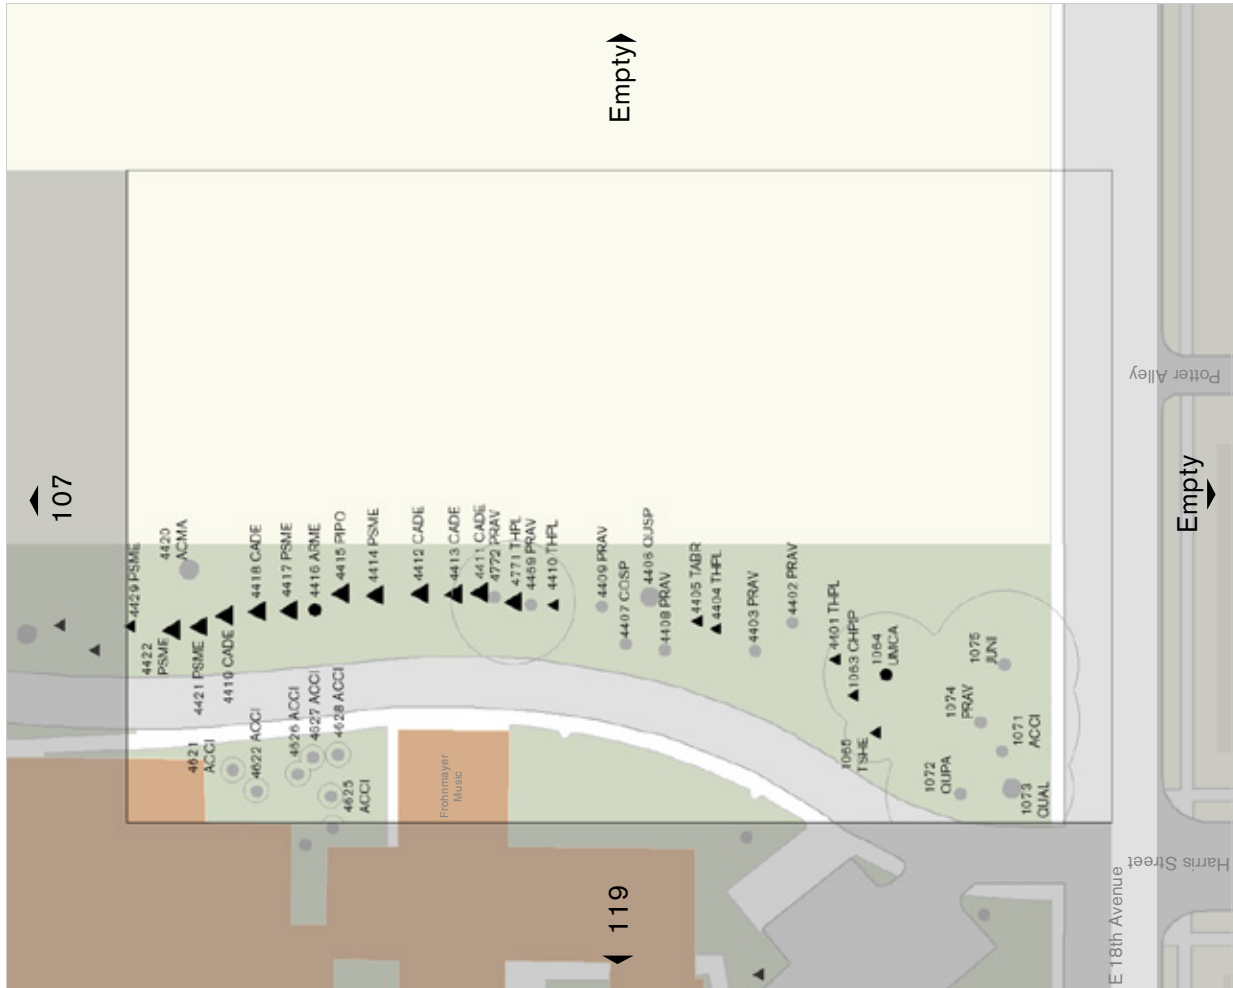 Empty
107
4429 PSME
4420
ACMA
4422
PSME
4421 PSME
4419 CADE
4418 CADE
4417 PSME
4416 ARME
4415 PIPO
4414 PSME
4412 CADE
4413 CADE
4411 CADE
4772 PRAV
4771 THPL
4469 PRAV
4410 THPL
4409 PRAV
4407 COSP
4406 QUSP
4408 PRAV
4405 TABR
4404 THPL
4403 PRAV
4402 PRAV
4401 THPL
1063 CHPIP
1064
UMCA
1065
TSHE
1075
JUNI
1074
PRAV
1071
ACCI
1072
QUPA
1073
QUAL
4621
ACCI
4622 ACCI
4626 ACCI
4627 ACCI
4628 ACCI
4625
ACCI
Frohnmayer
Music
119
Potter Alley
Empty
Harris Street
E 18th Avenue